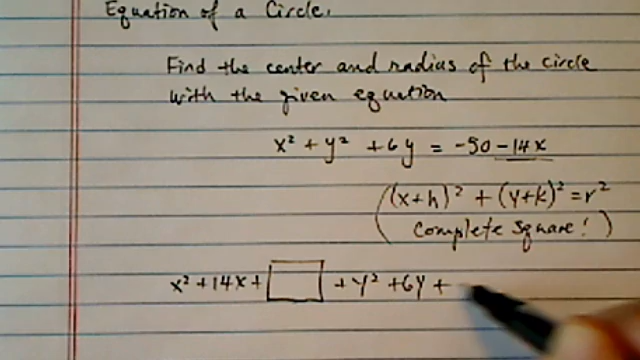 Equation of a Circle.
Find the center and radius of the circle
with the given equation
x² + y² + 6y = -50 - 14x
((x+h)² + (y+k)² = r²
Complete Square!)
x² + 14x + □ + y² + 6y +